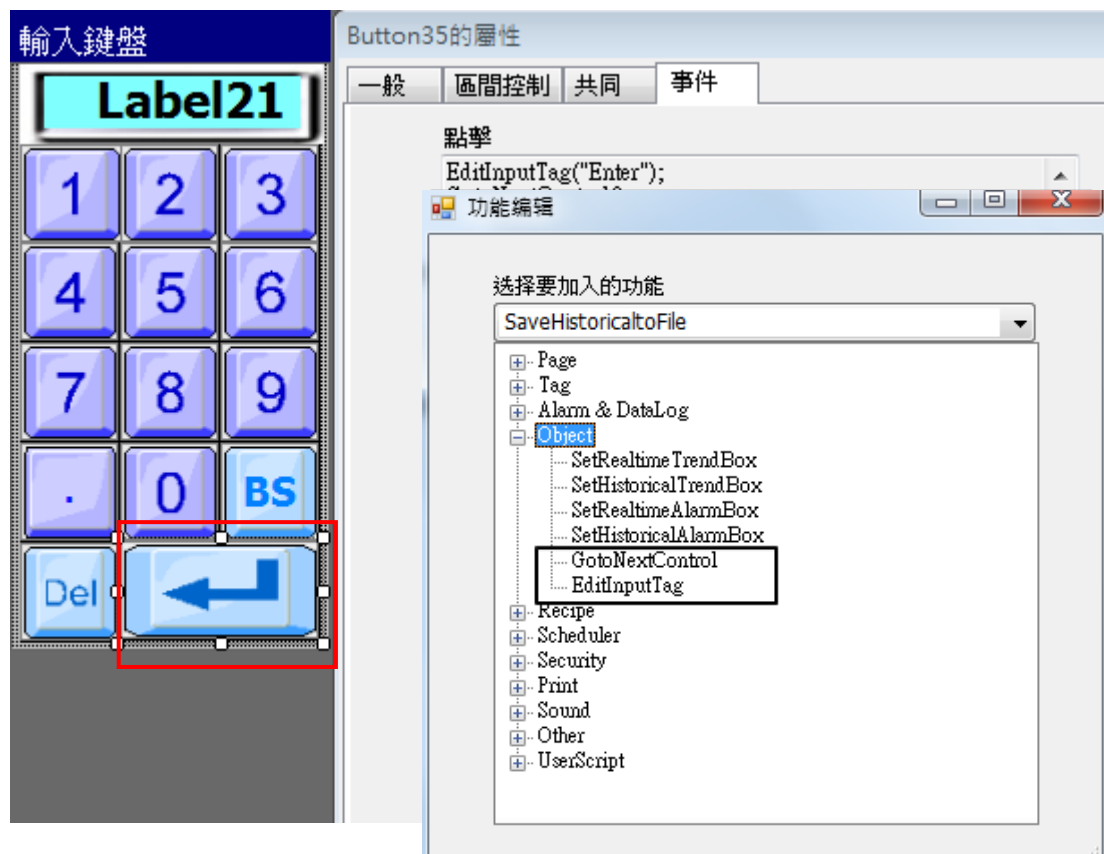 輸入鍵盤
Label21
1 2 3
4 5 6
7 8 9
. 0 BS
Del
Button35的屬性
一般 區間控制 共同 事件
點擊
EditInputTag("Enter");
功能编辑
选择要加入的功能
SaveHistoricaltoFile
Page
Tag
Alarm & DataLog
Object
SetRealtimeTrendBox
SetHistoricalTrendBox
SetRealtimeAlarmBox
SetHistoricalAlarmBox
GotoNextControl
EditInputTag
Recipe
Scheduler
Security
Print
Sound
Other
UserScript